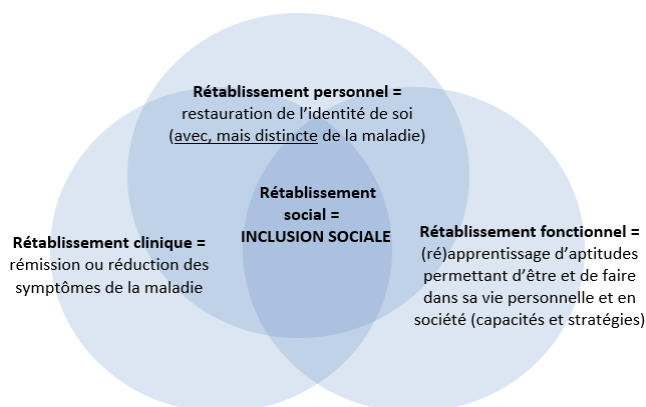 Rétablissement personnel =
restauration de l’identité de soi
(avec, mais distincte de la maladie)
Rétablissement
social =
INCLUSION SOCIALE
Rétablissement clinique =
rémission ou réduction des
symptômes de la maladie
Rétablissement fonctionnel =
(ré)apprentissage d’aptitudes
permettant d’être et de faire
dans sa vie personnelle et en
société (capacités et stratégies)